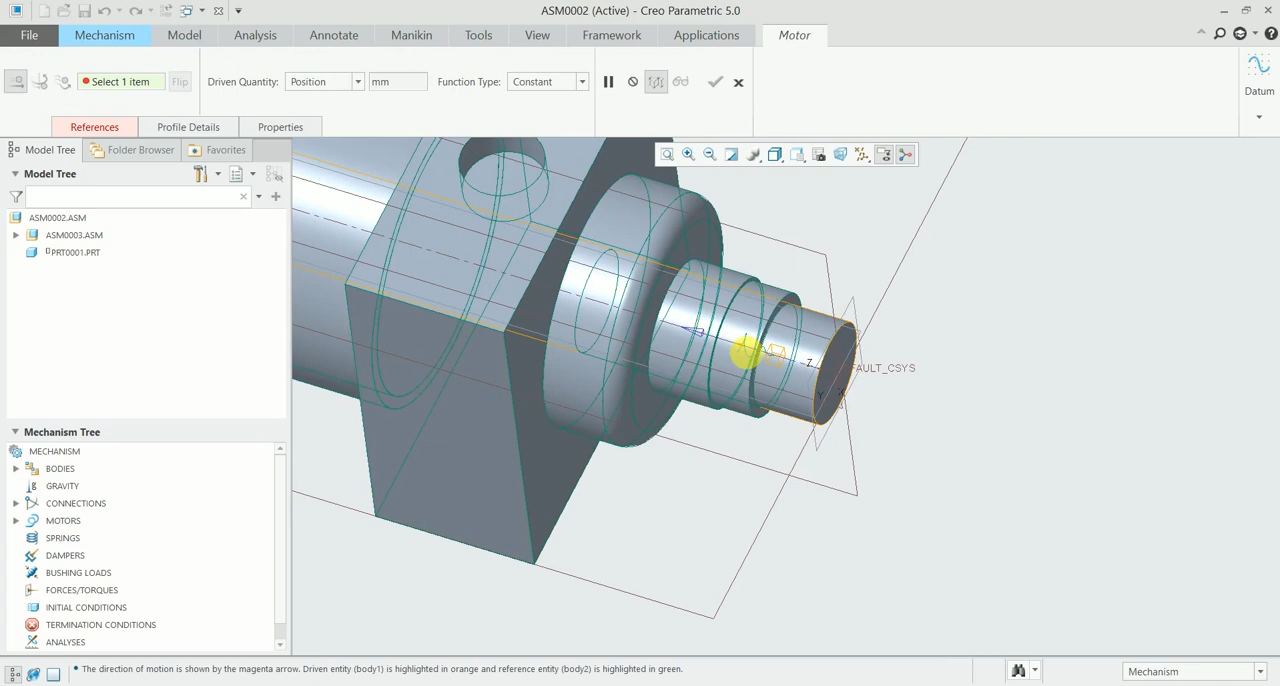 ASM0002 (Active) - Creo Parametric 5.0
File
Mechanism
Model
Analysis
Annotate
Manikin
Tools
View
Framework
Applications
Motor
Select 1 item
Flip
Driven Quantity:
Position
mm
Function Type:
Constant
Datum
References
Profile Details
Properties
Model Tree
Folder Browser
Favorites
Model Tree
ASM0002.ASM
ASM0003.ASM
PRT0001.PRT
Z
FAULT_CSYS
Y
X
Mechanism Tree
MECHANISM
BODIES
GRAVITY
CONNECTIONS
MOTORS
SPRINGS
DAMPERS
BUSHING LOADS
FORCES/TORQUES
INITIAL CONDITIONS
TERMINATION CONDITIONS
ANALYSES
• The direction of motion is shown by the magenta arrow. Driven entity (body1) is highlighted in orange and reference entity (body2) is highlighted in green.
Mechanism